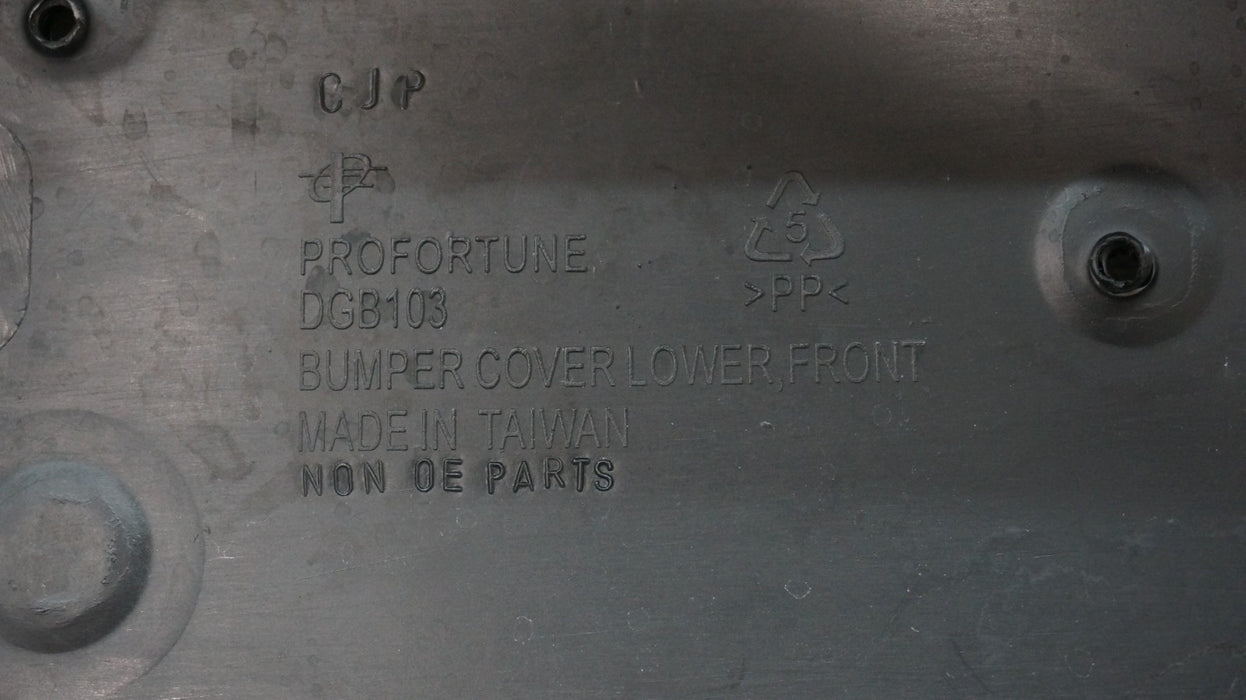 CJP
PROFORTUNE
DGB103
BUMPER COVER LOWER,FRONT
MADE IN TAIWAN
NON OE PARTS
5
>PP<